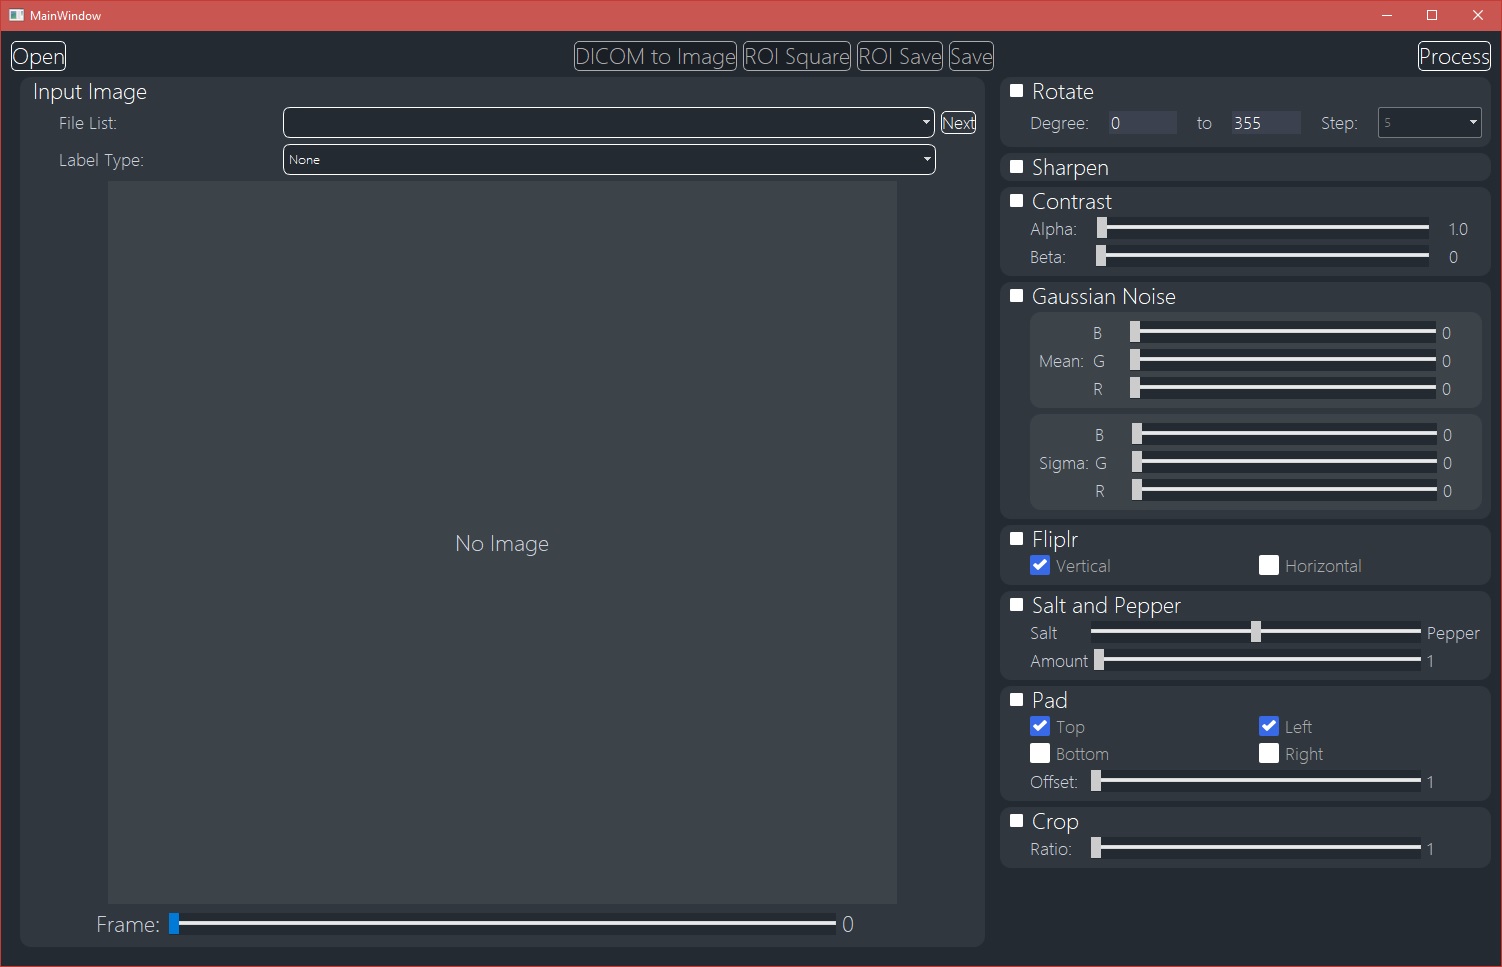 MainWindow
Open DICOM to Image ROI Square ROI Save Save Process
Input Image
File List: Next
Label Type: None
No Image
Frame: 0
Rotate
Degree: 0 to 355 Step: 5
Sharpen
Contrast
Alpha: 1.0
Beta: 0
Gaussian Noise
B 0
Mean: G 0
R 0
B 0
Sigma: G 0
R 0
Fliplr
Vertical Horizontal
Salt and Pepper
Salt Pepper
Amount 1
Pad
Top Left
Bottom Right
Offset: 1
Crop
Ratio: 1